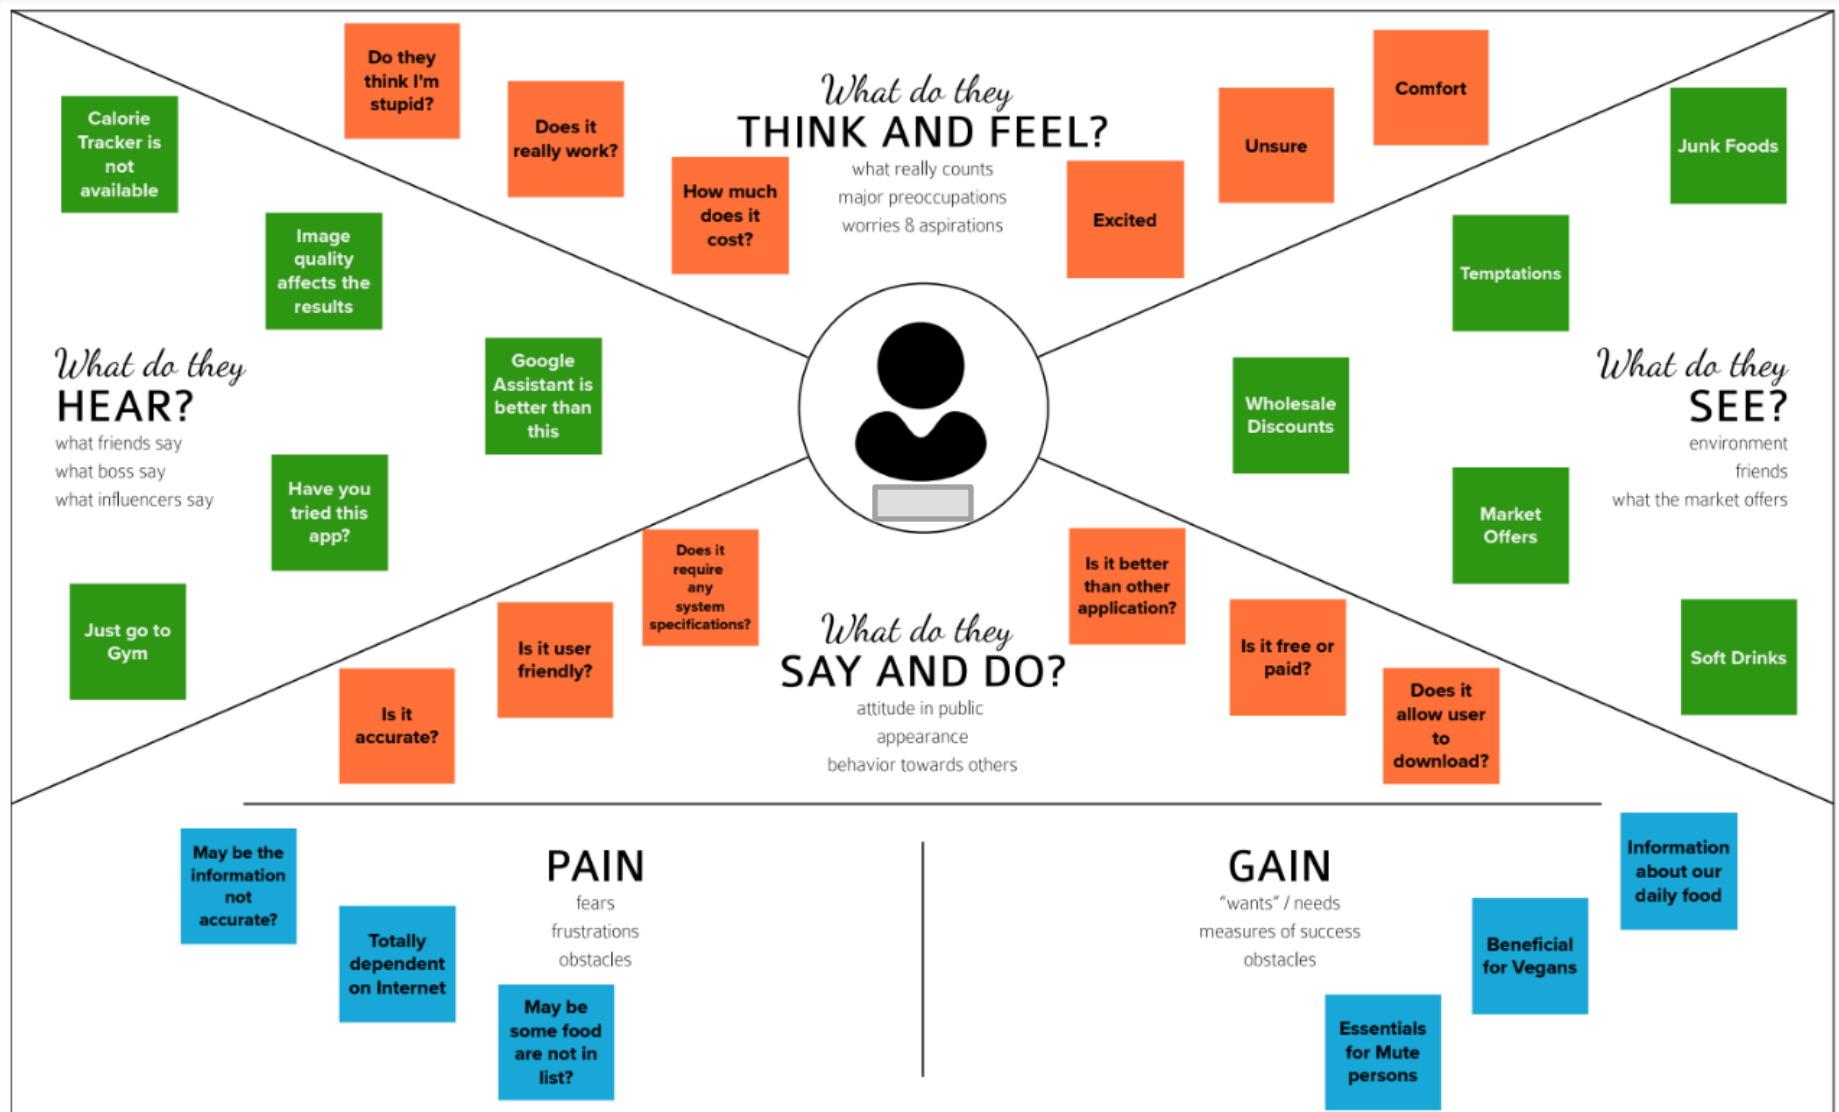 Do they
think I'm
stupid?
Does it
really work?
How much
does it
cost?
What do they
THINK AND FEEL?
what really counts
major preoccupations
worries & aspirations
Excited
Unsure
Comfort
Calorie
Tracker is
not
available
Image
quality
affects the
results
Google
Assistant is
better than
this
What do they
HEAR?
what friends say
what boss say
what influencers say
Have you
tried this
app?
Just go to
Gym
Junk Foods
Temptations
Wholesale
Discounts
What do they
SEE?
environment
friends
what the market offers
Market
Offers
Soft Drinks
Does it
require
any
system
specifications?
Is it user
friendly?
Is it
accurate?
What do they
SAY AND DO?
attitude in public
appearance
behavior towards others
Is it better
than other
application?
Is it free or
paid?
Does it
allow user
to
download?
May be the
information
not
accurate?
Totally
dependent
on Internet
May be
some food
are not in
list?
PAIN
fears
frustrations
obstacles
GAIN
“wants” / needs
measures of success
obstacles
Information
about our
daily food
Beneficial
for Vegans
Essentials
for Mute
persons